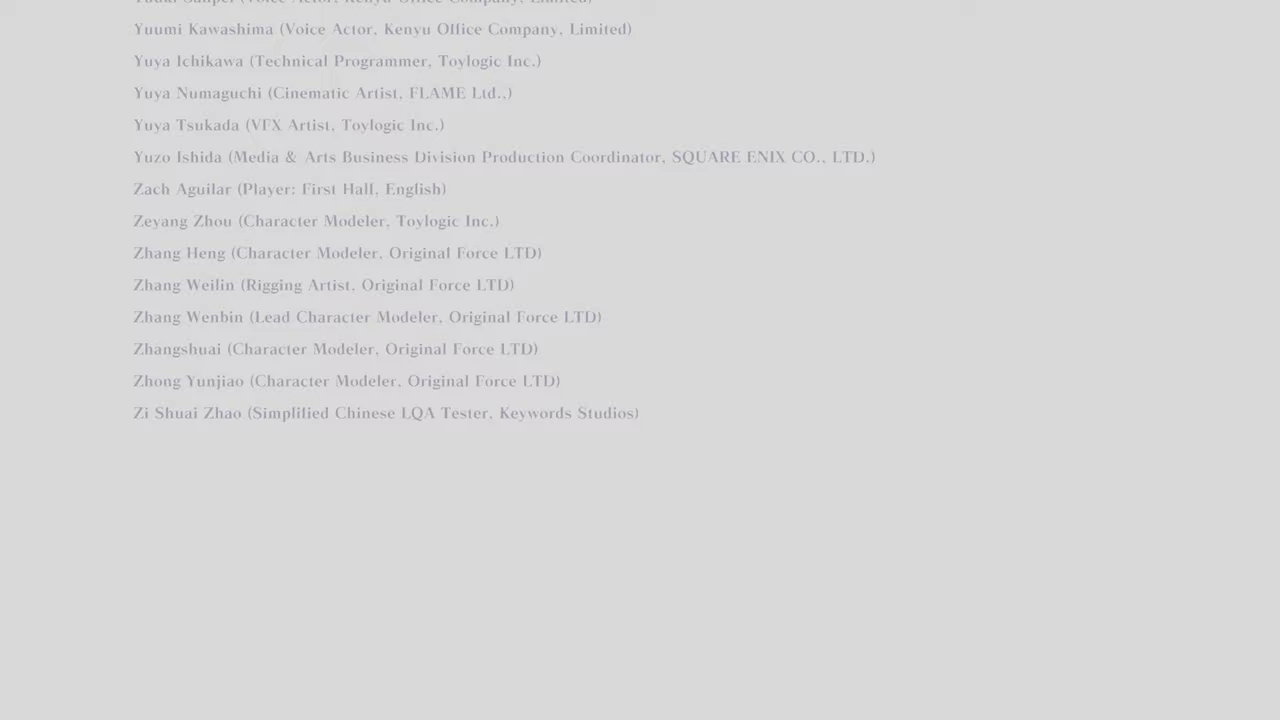 Yuumi Kawashima (Voice Actor, Kenyu Office Company, Limited)
Yuya Ichikawa (Technical Programmer, Toylogic Inc.)
Yuya Numaguchi (Cinematic Artist, FLAME Ltd.,)
Yuya Tsukada (VFX Artist, Toylogic Inc.)
Yuzo Ishida (Media & Arts Business Division Production Coordinator, SQUARE ENIX CO., LTD.)
Zach Aguilar (Player: First Half, English)
Zeyang Zhou (Character Modeler, Toylogic Inc.)
Zhang Heng (Character Modeler, Original Force LTD)
Zhang Weilin (Rigging Artist, Original Force LTD)
Zhang Wenbin (Lead Character Modeler, Original Force LTD)
Zhangshuai (Character Modeler, Original Force LTD)
Zhong Yunjiao (Character Modeler, Original Force LTD)
Zi Shuai Zhao (Simplified Chinese LQA Tester, Keywords Studios)